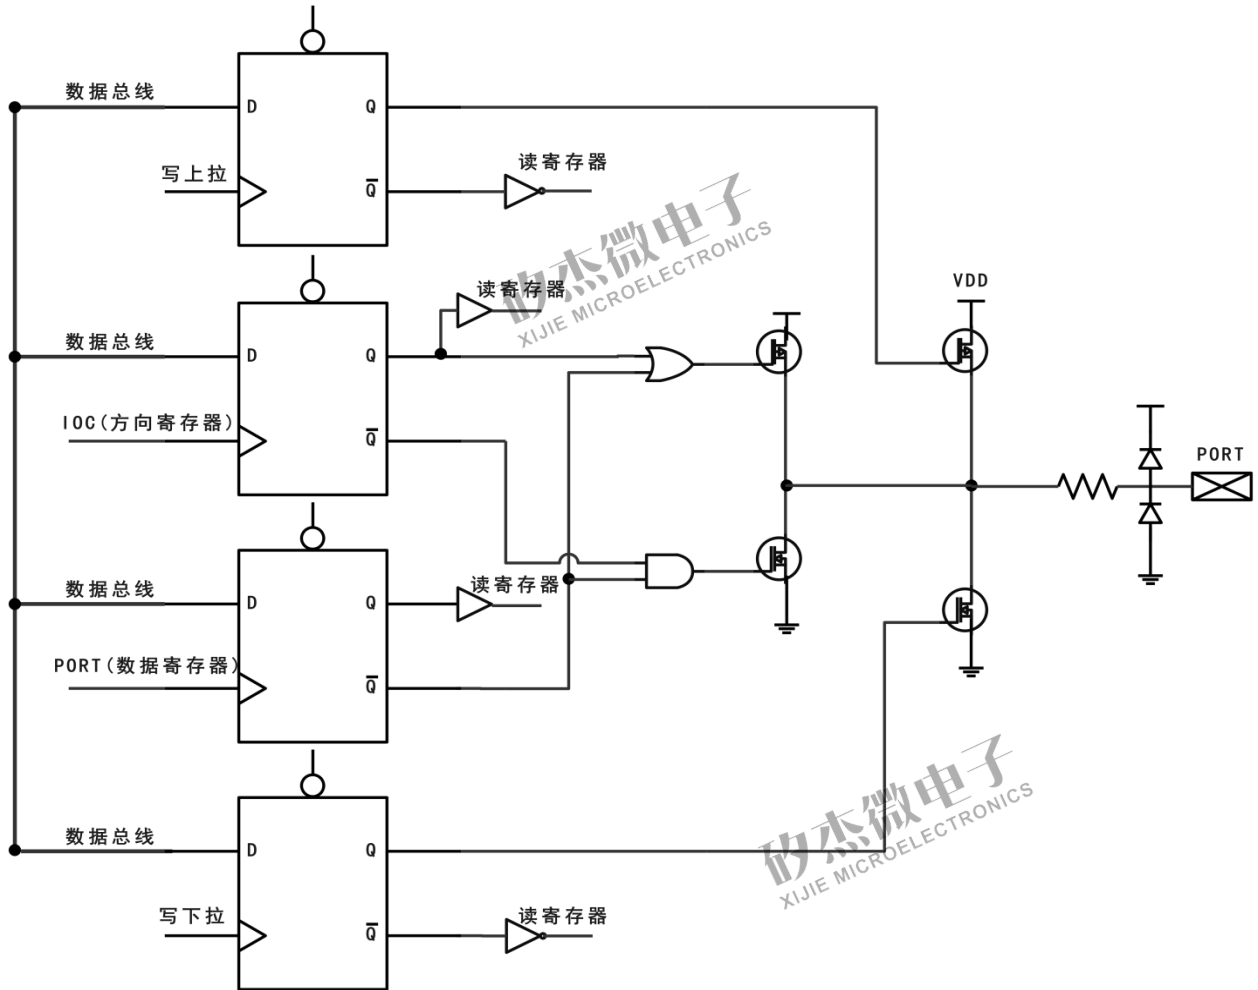 数据总线
D
Q
写上拉
Q
读寄存器
矽杰微电子
XIJIE MICROELECTRONICS
读寄存器
VDD
数据总线
D
Q
IOC(方向寄存器)
Q
PORT
数据总线
D
Q
读寄存器
PORT(数据寄存器)
Q
矽杰微电子
XIJIE MICROELECTRONICS
数据总线
D
Q
写下拉
Q
读寄存器